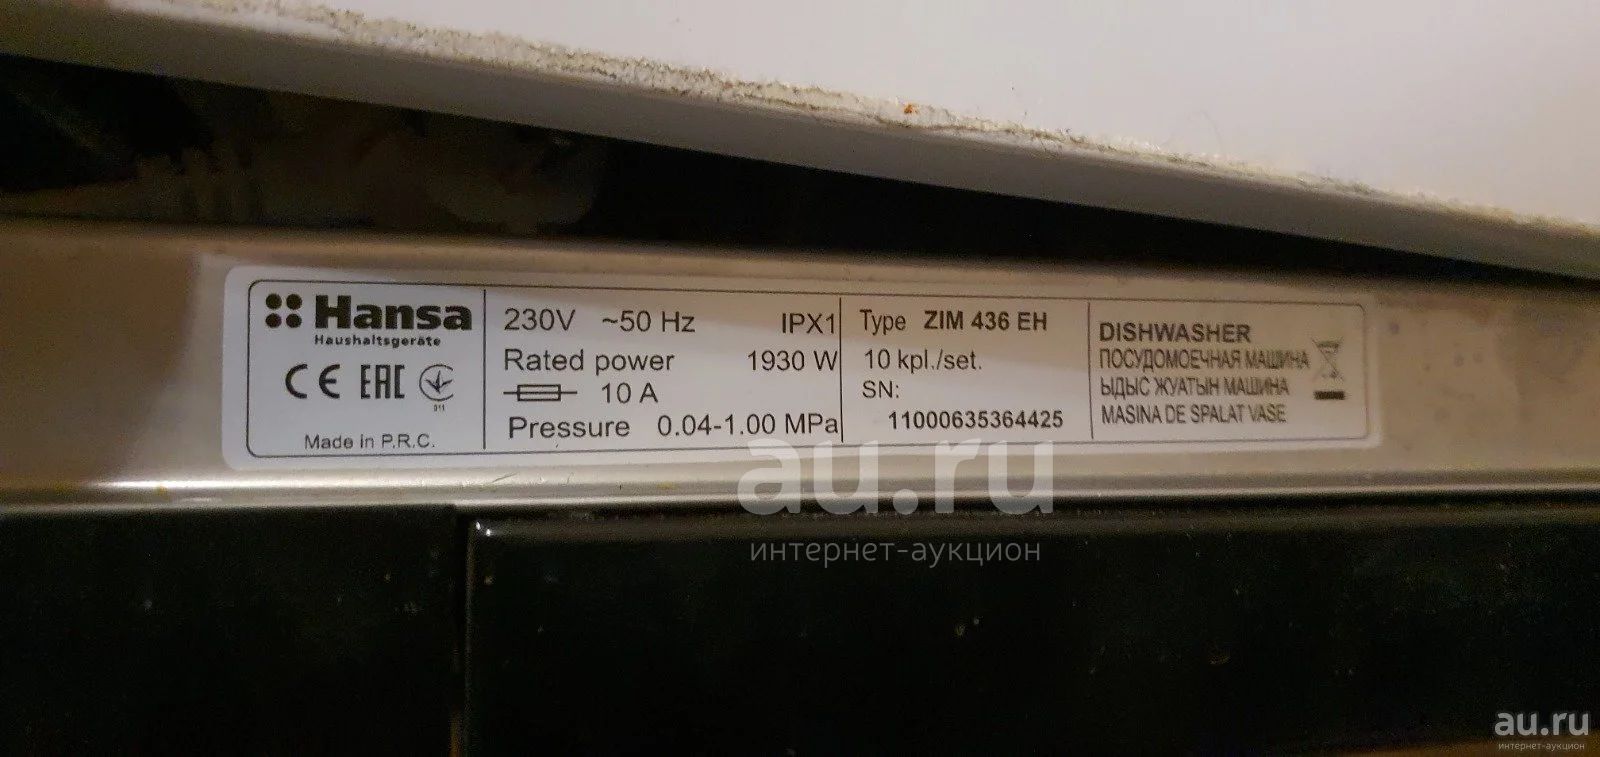 Hansa
Haushaltsgeräte
CE EAC
011
Made in P.R.C.
230V ~50 Hz IPX1
Rated power 1930 W
10 A
Pressure 0.04-1.00 MPa
Type ZIM 436 EH
10 kpl./set.
SN:
11000635364425
DISHWASHER
ПОСУДОМОЕЧНАЯ МАШИНА
ЫДЫС ЖУАТЫН МАШИНА
MASINA DE SPALAT VASE
au.ru
интернет-аукцион
au.ru
интернет-аукцион